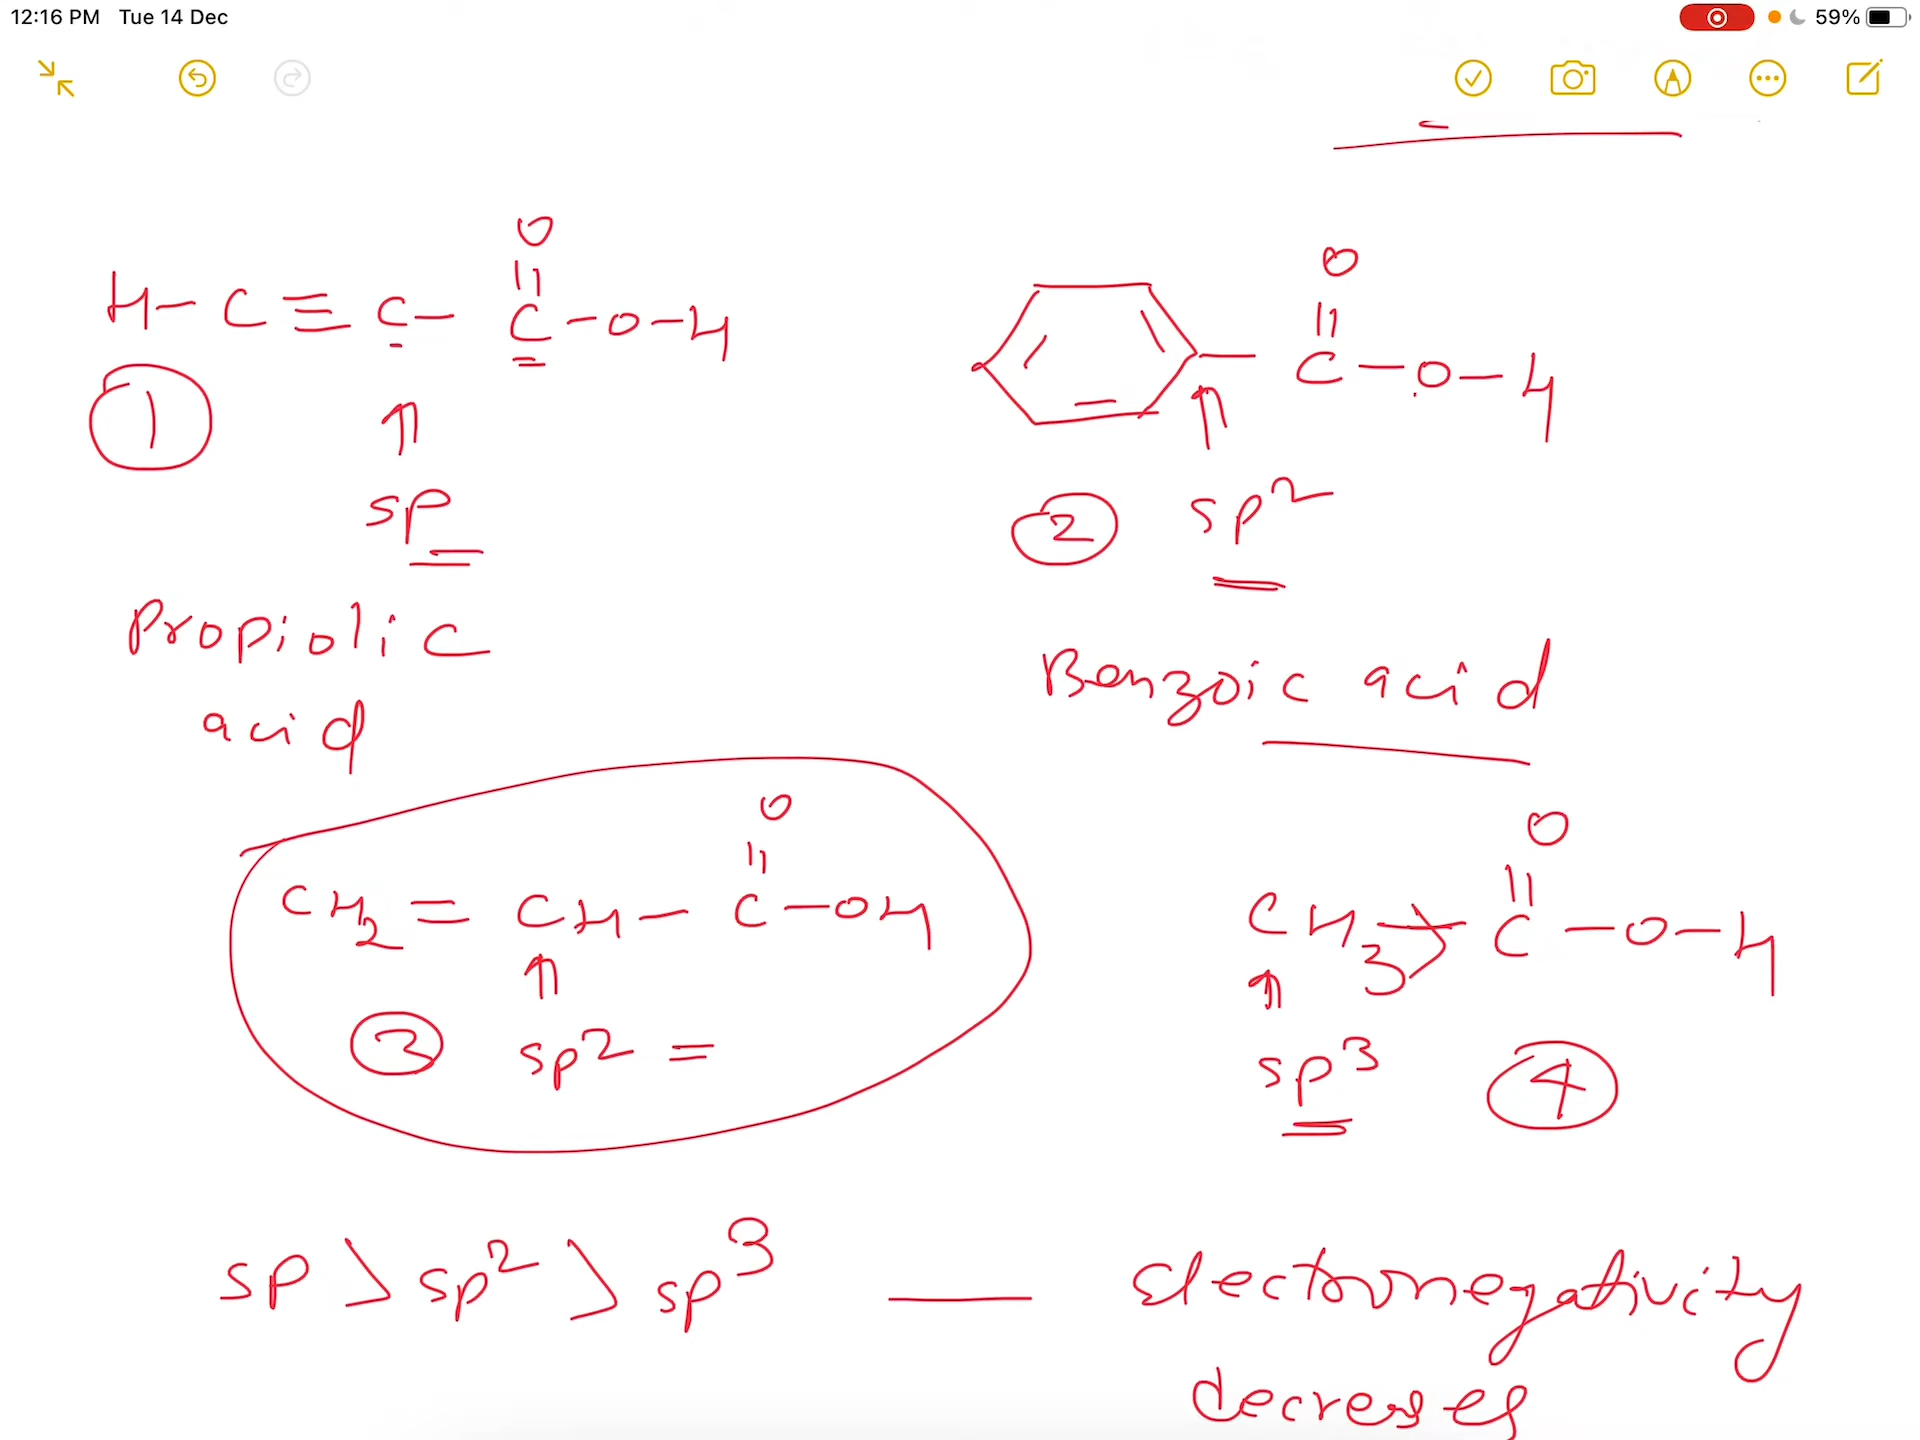 12:16 PM Tue 14 Dec
59%
O
H-C≡C-C-O-H
1
sp
Propiolic
acid
O
C-O-H
2
sp²
Benzoic acid
O
CH₂=CH-C-OH
3
sp² =
O
CH₃→C-O-H
sp³
4
sp > sp² > sp³ — electronegativity
decreases